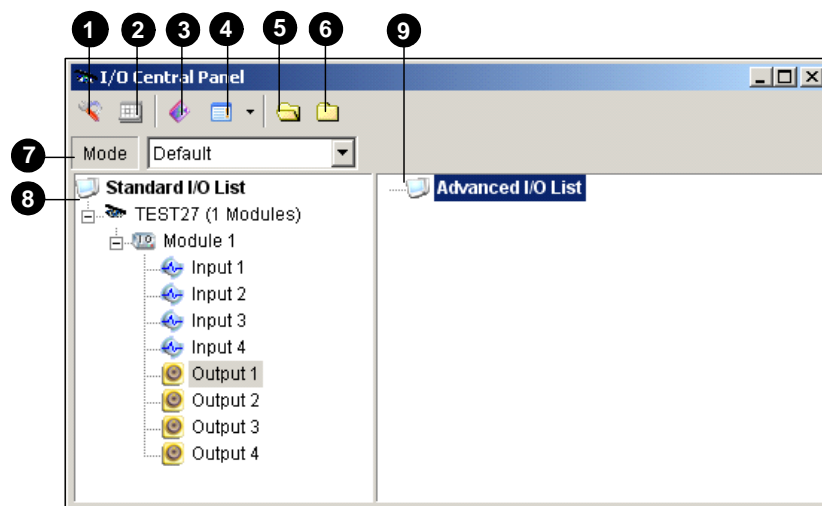 1 2 3 4 5 6 9
I/O Central Panel
7 Mode Default
Standard I/O List Advanced I/O List
8
TEST27 (1 Modules)
Module 1
Input 1
Input 2
Input 3
Input 4
Output 1
Output 2
Output 3
Output 4